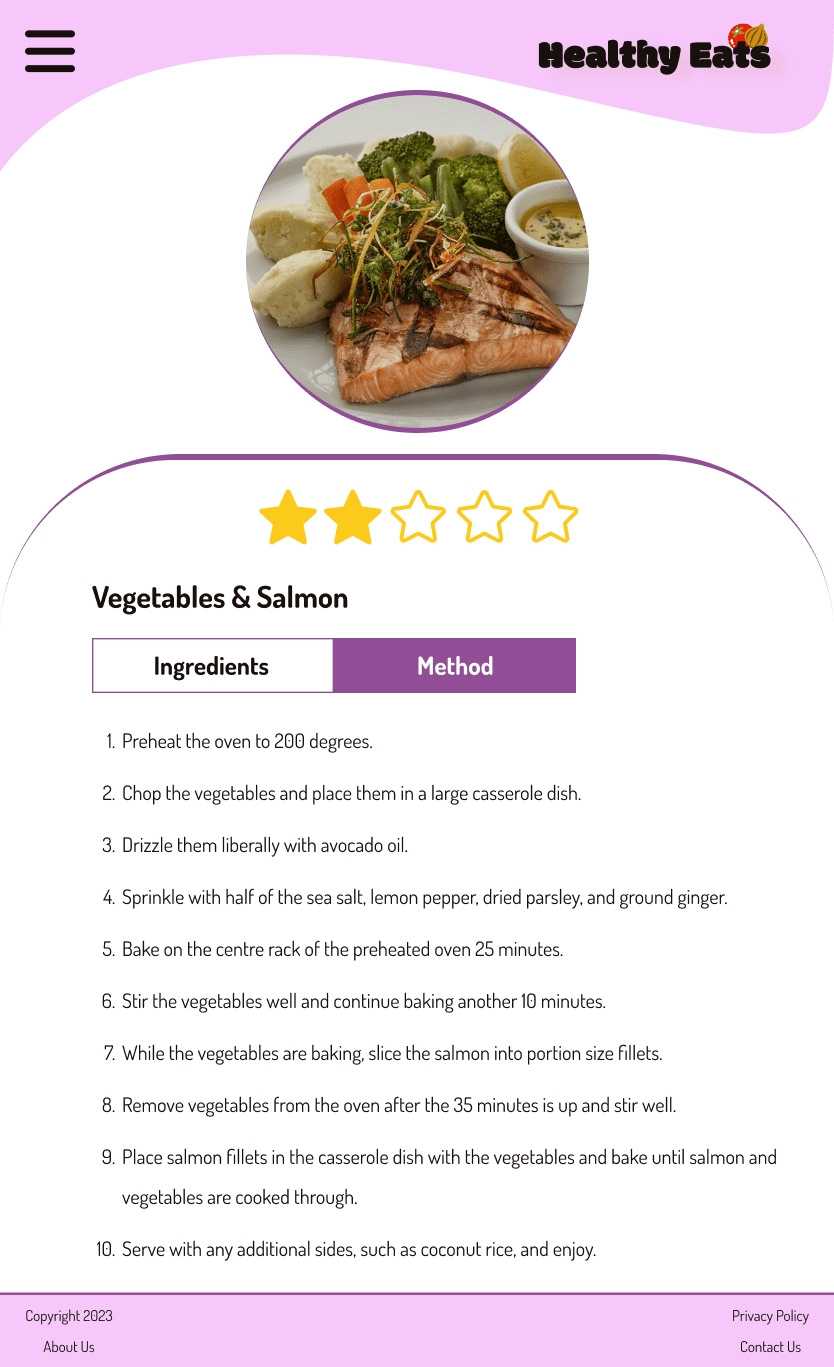 Healthy Eats
Vegetables & Salmon
Ingredients
Method
1. Preheat the oven to 200 degrees.
2. Chop the vegetables and place them in a large casserole dish.
3. Drizzle them liberally with avocado oil.
4. Sprinkle with half of the sea salt, lemon pepper, dried parsley, and ground ginger.
5. Bake on the centre rack of the preheated oven 25 minutes.
6. Stir the vegetables well and continue baking another 10 minutes.
7. While the vegetables are baking, slice the salmon into portion size fillets.
8. Remove vegetables from the oven after the 35 minutes is up and stir well.
9. Place salmon fillets in the casserole dish with the vegetables and bake until salmon and
vegetables are cooked through.
10. Serve with any additional sides, such as coconut rice, and enjoy.
Copyright 2023
Privacy Policy
About Us
Contact Us